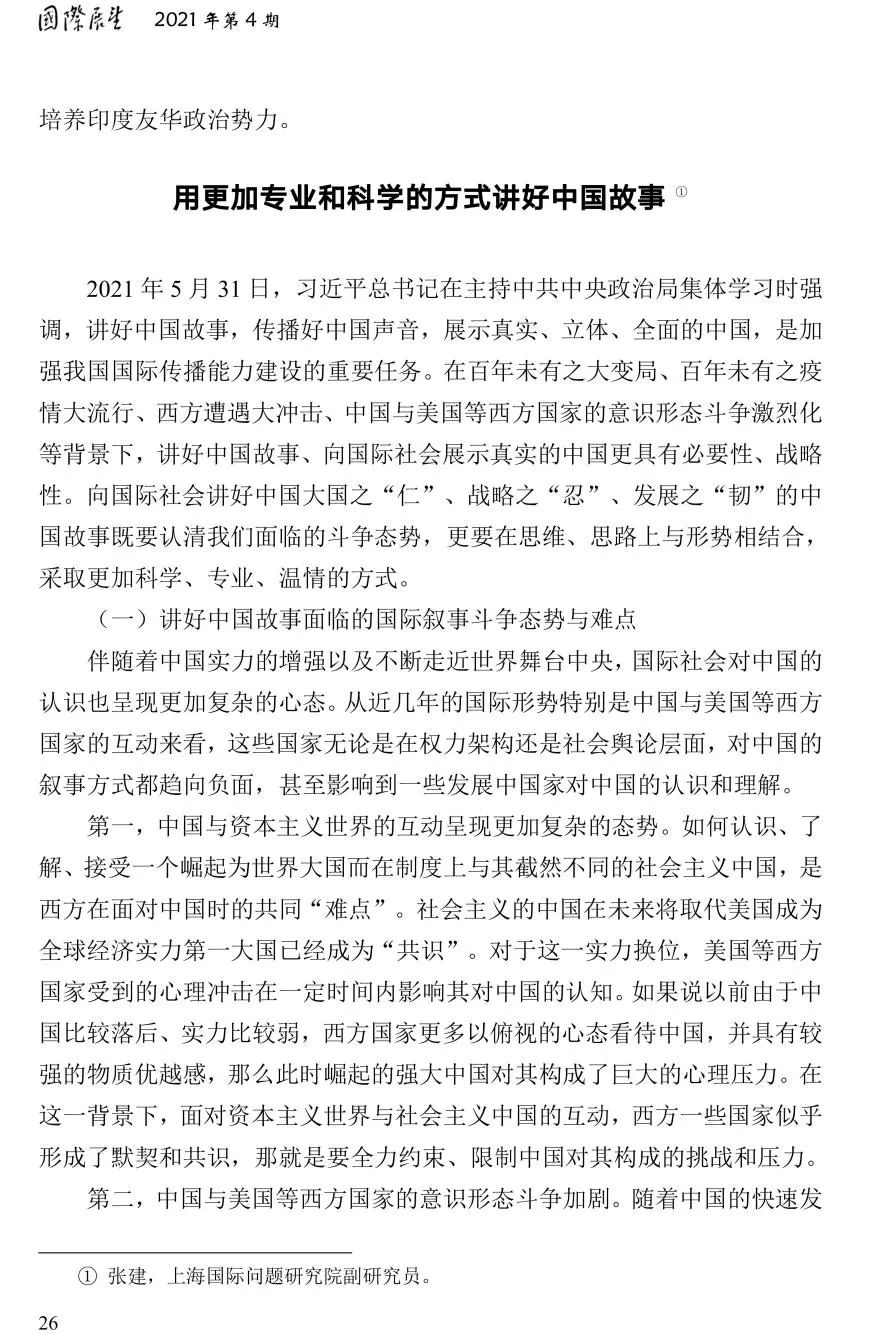 國際展望 2021 年第 4 期
培养印度友华政治势力。
用更加专业和科学的方式讲好中国故事 ①
2021 年 5 月 31 日，习近平总书记在主持中共中央政治局集体学习时强
调，讲好中国故事，传播好中国声音，展示真实、立体、全面的中国，是加
强我国国际传播能力建设的重要任务。在百年未有之大变局、百年未有之疫
情大流行、西方遭遇大冲击、中国与美国等西方国家的意识形态斗争激烈化
等背景下，讲好中国故事、向国际社会展示真实的中国更具有必要性、战略
性。向国际社会讲好中国大国之“仁”、战略之“忍”、发展之“韧”的中
国故事既要认清我们面临的斗争态势，更要在思维、思路上与形势相结合，
采取更加科学、专业、温情的方式。
（一）讲好中国故事面临的国际叙事斗争态势与难点
伴随着中国实力的增强以及不断走近世界舞台中央，国际社会对中国的
认识也呈现更加复杂的心态。从近几年的国际形势特别是中国与美国等西方
国家的互动来看，这些国家无论是在权力架构还是社会舆论层面，对中国的
叙事方式都趋向负面，甚至影响到一些发展中国家对中国的认识和理解。
第一，中国与资本主义世界的互动呈现更加复杂的态势。如何认识、了
解、接受一个崛起为世界大国而在制度上与其截然不同的社会主义中国，是
西方在面对中国时的共同“难点”。社会主义的中国在未来将取代美国成为
全球经济实力第一大国已经成为“共识”。对于这一实力换位，美国等西方
国家受到的心理冲击在一定时间内影响其对中国的认知。如果说以前由于中
国比较落后、实力比较弱，西方国家更多以俯视的心态看待中国，并具有较
强的物质优越感，那么此时崛起的强大中国对其构成了巨大的心理压力。在
这一背景下，面对资本主义世界与社会主义中国的互动，西方一些国家似乎
形成了默契和共识，那就是要全力约束、限制中国对其构成的挑战和压力。
第二，中国与美国等西方国家的意识形态斗争加剧。随着中国的快速发
① 张建，上海国际问题研究院副研究员。
26